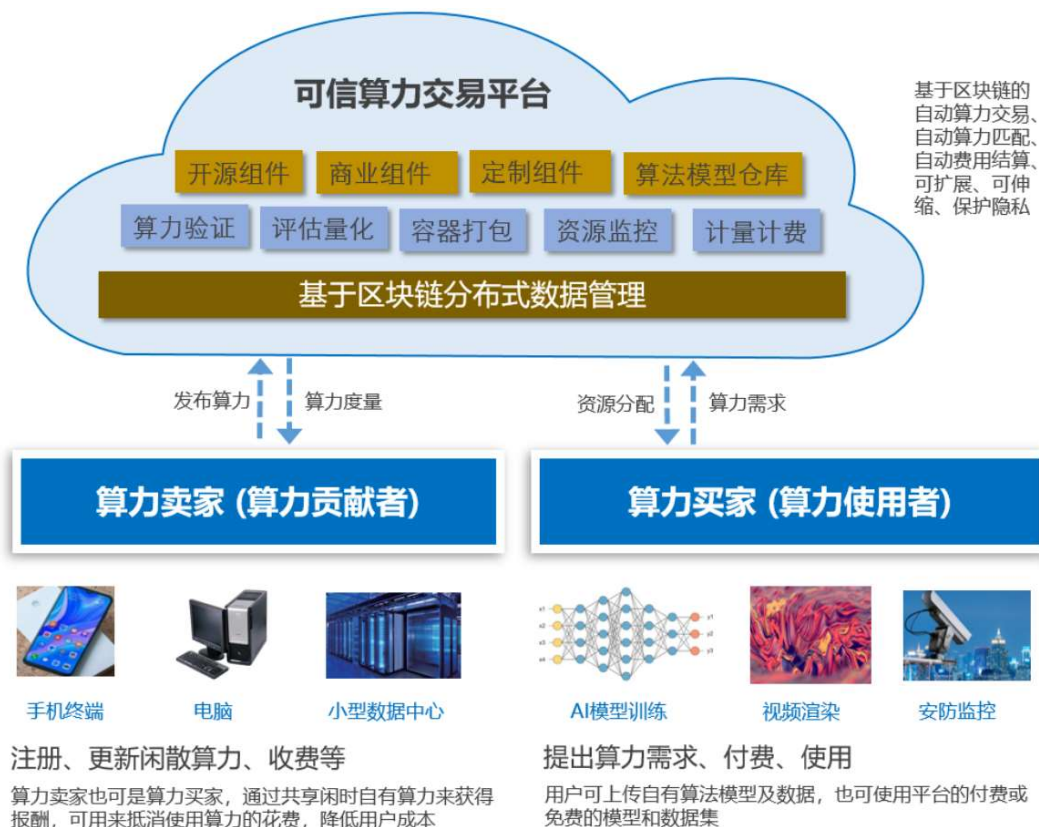 可信算力交易平台
基于区块链的
自动算力交易、
自动算力匹配、
自动费用结算、
可扩展、可伸
缩、保护隐私
开源组件 商业组件 定制组件 算法模型仓库
算力验证 评估量化 容器打包 资源监控 计量计费
基于区块链分布式数据管理
发布算力 算力度量 资源分配 算力需求
算力卖家 (算力贡献者)
算力买家 (算力使用者)
x1 x2 x3 x4 y1 y2 y3
手机终端 电脑 小型数据中心 AI模型训练 视频渲染 安防监控
注册、更新闲散算力、收费等
算力卖家也可是算力买家，通过共享闲时自有算力来获得
报酬，可用来抵消使用算力的花费，降低用户成本
提出算力需求、付费、使用
用户可上传自有算法模型及数据，也可使用平台的付费或
免费的模型和数据集